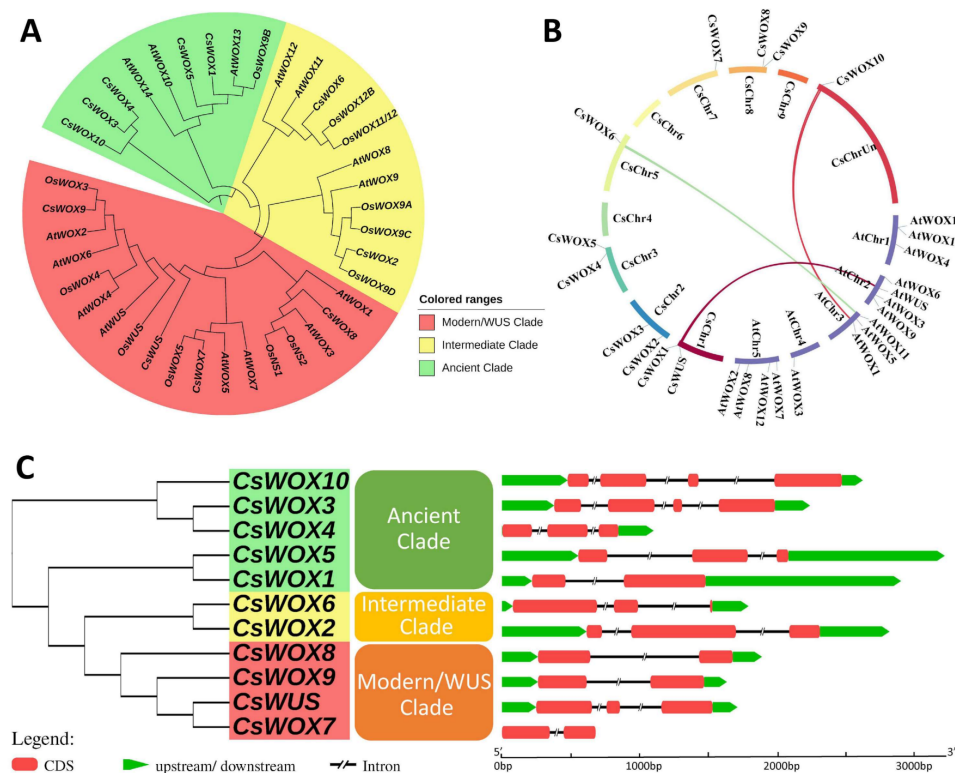 A
CsWOX10
CsWOX3
CsWOX4
AtWOX14
AtWOX10
CsWOX5
CsWOX1
AtWOX13
OsWOX9B
AtWOX12
AtWOX11
CsWOX6
OsWOX12B
OsWOX11/12
AtWOX8
AtWOX9
OsWOX9A
OsWOX9C
CsWOX2
OsWOX9D
AtWOX1
CsWOX8
AtWOX3
OsNS2
OsNS1
AtWOX7
AtWOX5
CsWOX7
OsWOX5
CsWUS
OsWUS
AtWUS
AtWOX4
OsWOX4
AtWOX6
AtWOX2
CsWOX9
OsWOX3
Colored ranges
Modern/WUS Clade
Intermediate Clade
Ancient Clade
B
CsWOX7
CsWOX8
CsWOX9
CsWOX10
CsChr7
CsChr8
CsChr9
CsChrUn
CsChr6
CsWOX6
CsChr5
CsChr4
CsWOX5
CsWOX4
CsChr3
CsChr2
CsWOX3
CsWOX2
CsWOX1
CsWUS
CsChr1
AtChr5
AtWOX2
AtWOX8
AtWOX12
AtWOX7
AtChr4
AtWOX3
AtChr3
AtWOX1
AtWOX5
AtWOX11
AtChr2
AtWOX9
AtWOX3
AtWUS
AtWOX6
AtChr1
AtWOX4
AtWOX1
AtWOX1
C
CsWOX10
CsWOX3
CsWOX4
CsWOX5
CsWOX1
CsWOX6
CsWOX2
CsWOX8
CsWOX9
CsWUS
CsWOX7
Ancient
Clade
Intermediate
Clade
Modern/WUS
Clade
Legend:
CDS
upstream/ downstream
Intron
5'
3'
0bp
1000bp
2000bp
3000bp